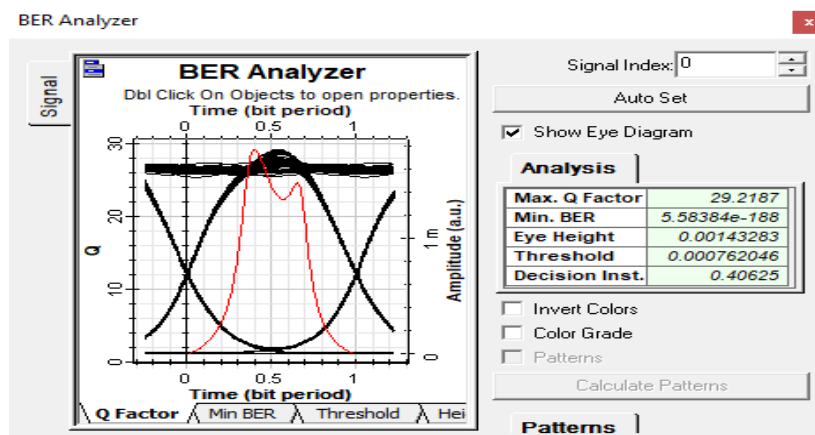 BER Analyzer
x
Signal
BER Analyzer
Dbl Click On Objects to open properties.
Time (bit period)
0 0.5 1
30
20
10
0
Q
1m
0
Amplitude (a.u.)
0 0.5 1
Time (bit period)
Q Factor Min BER Threshold Hei
Signal Index: 0
Auto Set
Show Eye Diagram
Analysis
Max. Q Factor 29.2187
Min. BER 5.58384e-188
Eye Height 0.00143283
Threshold 0.000762046
Decision Inst. 0.40625
Invert Colors
Color Grade
Patterns
Calculate Patterns
Patterns